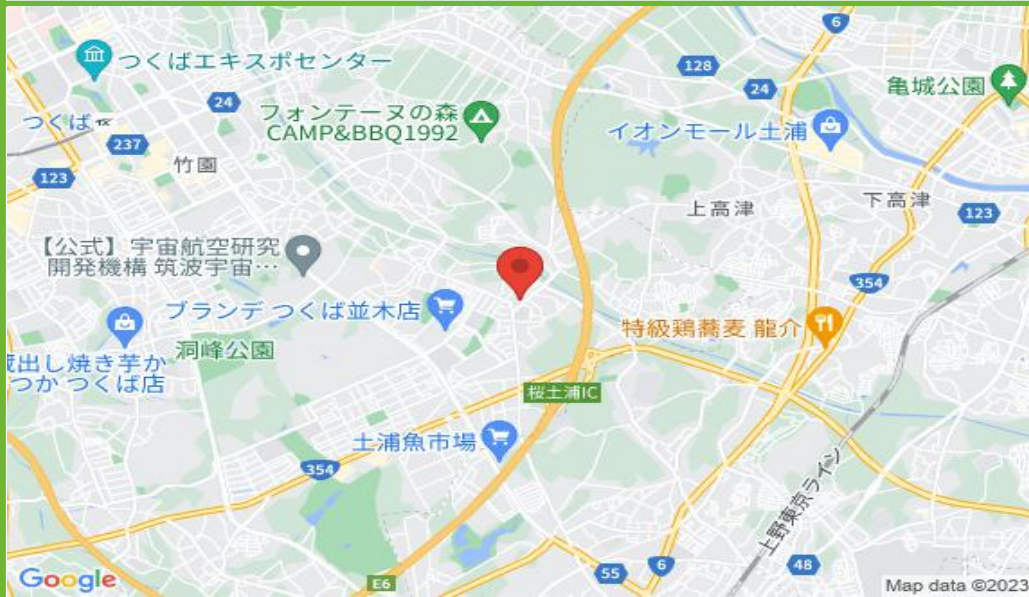 6
つくばエキスポセンター
128
24
亀城公園
24
フォンテーヌの森
CAMP&BBQ1992
イオンモール土浦
つくば
237
竹園
123
上高津
下高津
123
【公式】宇宙航空研究
開発機構 筑波宇宙…
354
ブランデ つくば並木店
特級鶏蕎麦 龍介
洞峰公園
蔵出し焼き芋か
つか つくば店
桜土浦IC
土浦魚市場
354
上野東京ライン
55
6
48
E6
Google
Map data ©2023